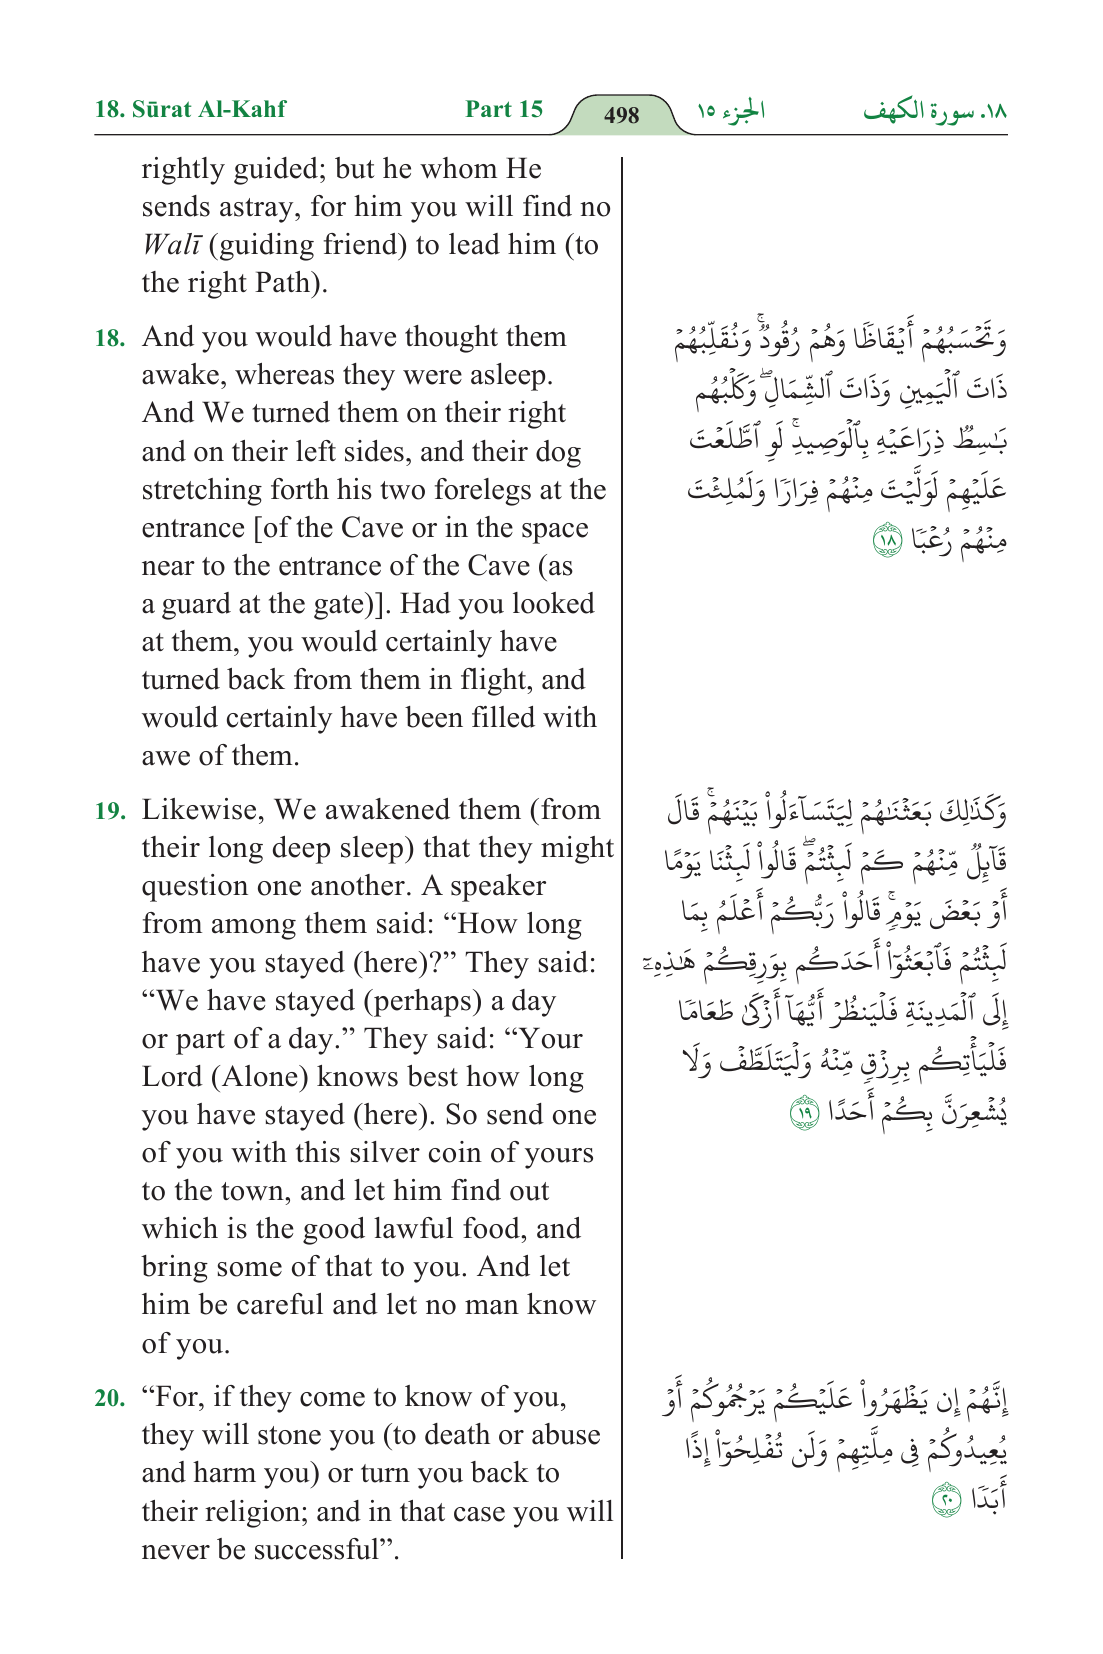 18. Sūrat Al-Kahf
Part 15
498
الجزء ١٥
١٨. سورة الكهف
rightly guided; but he whom He
sends astray, for him you will find no
Walī (guiding friend) to lead him (to
the right Path).
18. And you would have thought them
awake, whereas they were asleep.
And We turned them on their right
and on their left sides, and their dog
stretching forth his two forelegs at the
entrance [of the Cave or in the space
near to the entrance of the Cave (as
a guard at the gate)]. Had you looked
at them, you would certainly have
turned back from them in flight, and
would certainly have been filled with
awe of them.
وَتَحۡسَبُهُمۡ أَيۡقَاظٗا وَهُمۡ رُقُودٞۚ وَنُقَلِّبُهُمۡ
ذَاتَ ٱلۡيَمِينِ وَذَاتَ ٱلشِّمَالِۖ وَكَلۡبُهُم
بَٰسِطٞ ذِرَاعَيۡهِ بِٱلۡوَصِيدِۚ لَوِ ٱطَّلَعۡتَ
عَلَيۡهِمۡ لَوَلَّيۡتَ مِنۡهُمۡ فِرَارٗا وَلَمُلِئۡتَ
مِنۡهُمۡ رُعۡبٗا ١٨
19. Likewise, We awakened them (from
their long deep sleep) that they might
question one another. A speaker
from among them said: “How long
have you stayed (here)?” They said:
“We have stayed (perhaps) a day
or part of a day.” They said: “Your
Lord (Alone) knows best how long
you have stayed (here). So send one
of you with this silver coin of yours
to the town, and let him find out
which is the good lawful food, and
bring some of that to you. And let
him be careful and let no man know
of you.
وَكَذَٰلِكَ بَعَثۡنَٰهُمۡ لِيَتَسَآءَلُواْ بَيۡنَهُمۡۚ قَالَ
قَآئِلٞ مِّنۡهُمۡ كَمۡ لَبِثۡتُمۡۖ قَالُواْ لَبِثۡنَا يَوۡمًا
أَوۡ بَعۡضَ يَوۡمٖۚ قَالُواْ رَبُّكُمۡ أَعۡلَمُ بِمَا
لَبِثۡتُمۡ فَٱبۡعَثُوٓاْ أَحَدَكُم بِوَرِقِكُمۡ هَٰذِهِۦٓ
إِلَى ٱلۡمَدِينَةِ فَلۡيَنظُرۡ أَيُّهَآ أَزۡكَىٰ طَعَامٗا
فَلۡيَأۡتِكُم بِرِزۡقٖ مِّنۡهُ وَلۡيَتَلَطَّفۡ وَلَا
يُشۡعِرَنَّ بِكُمۡ أَحَدًا ١٩
20. “For, if they come to know of you,
they will stone you (to death or abuse
and harm you) or turn you back to
their religion; and in that case you will
never be successful”.
إِنَّهُمۡ إِن يَظۡهَرُواْ عَلَيۡكُمۡ يَرۡجُمُوكُمۡ أَوۡ
يُعِيدُوكُمۡ فِي مِلَّتِهِمۡ وَلَن تُفۡلِحُوٓاْ إِذًا
أَبَدٗا ٢٠